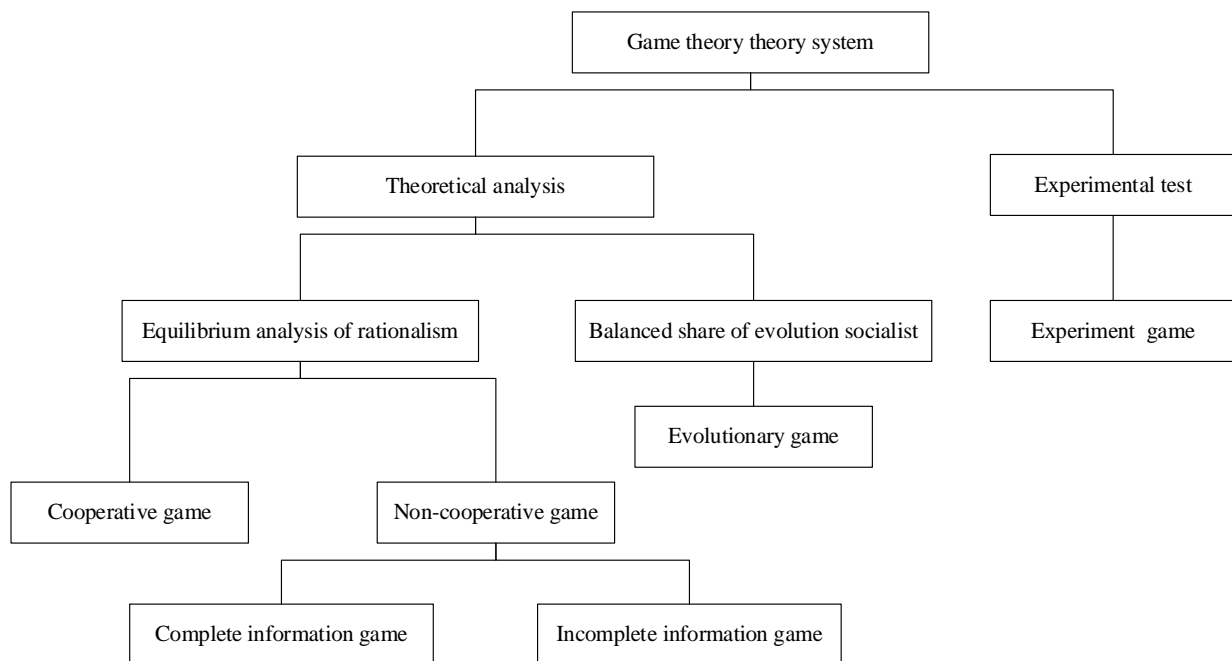 Game theory theory system
Theoretical analysis
Experimental test
Equilibrium analysis of rationalism
Balanced share of evolution socialist
Experiment game
Evolutionary game
Cooperative game
Non-cooperative game
Complete information game
Incomplete information game